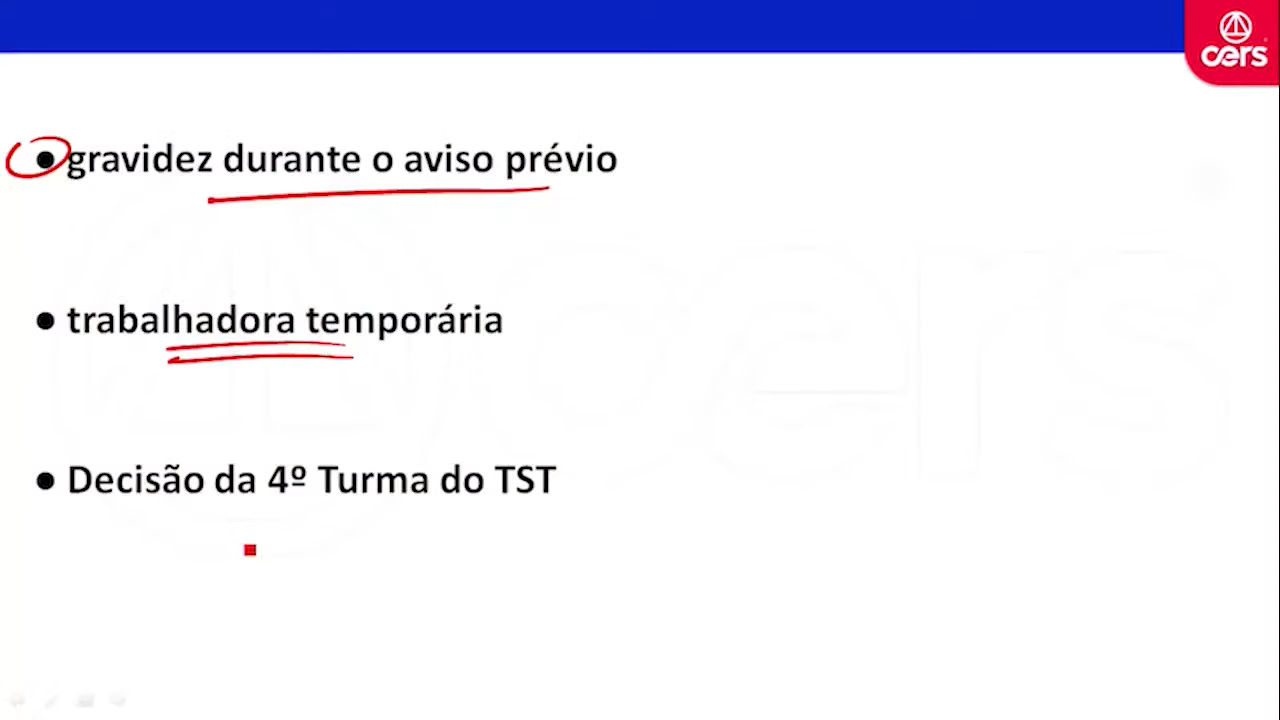 cers
● gravidez durante o aviso prévio
● trabalhadora temporária
● Decisão da 4º Turma do TST